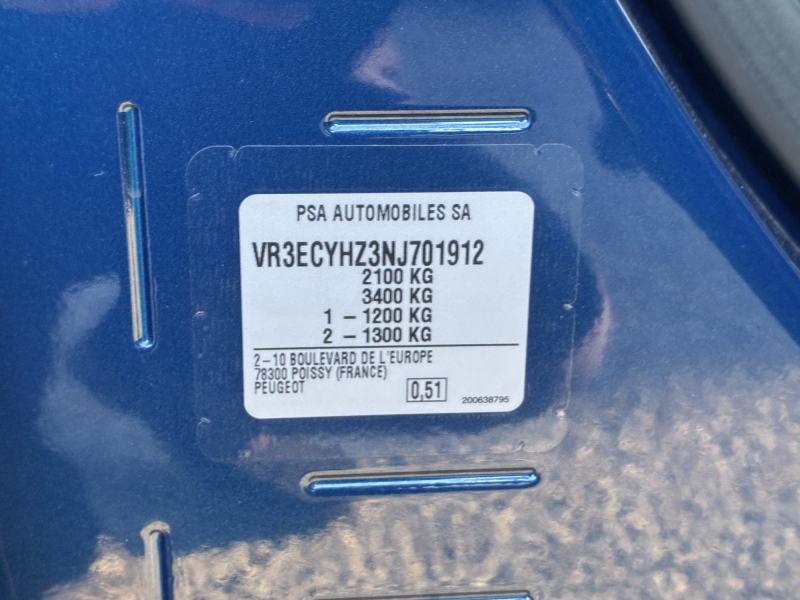 PSA AUTOMOBILES SA
VR3ECYHZ3NJ701912
2100 KG
3400 KG
1 – 1200 KG
2 – 1300 KG
2–10 BOULEVARD DE L'EUROPE
78300 POISSY (FRANCE)
PEUGEOT
0,51
200638795